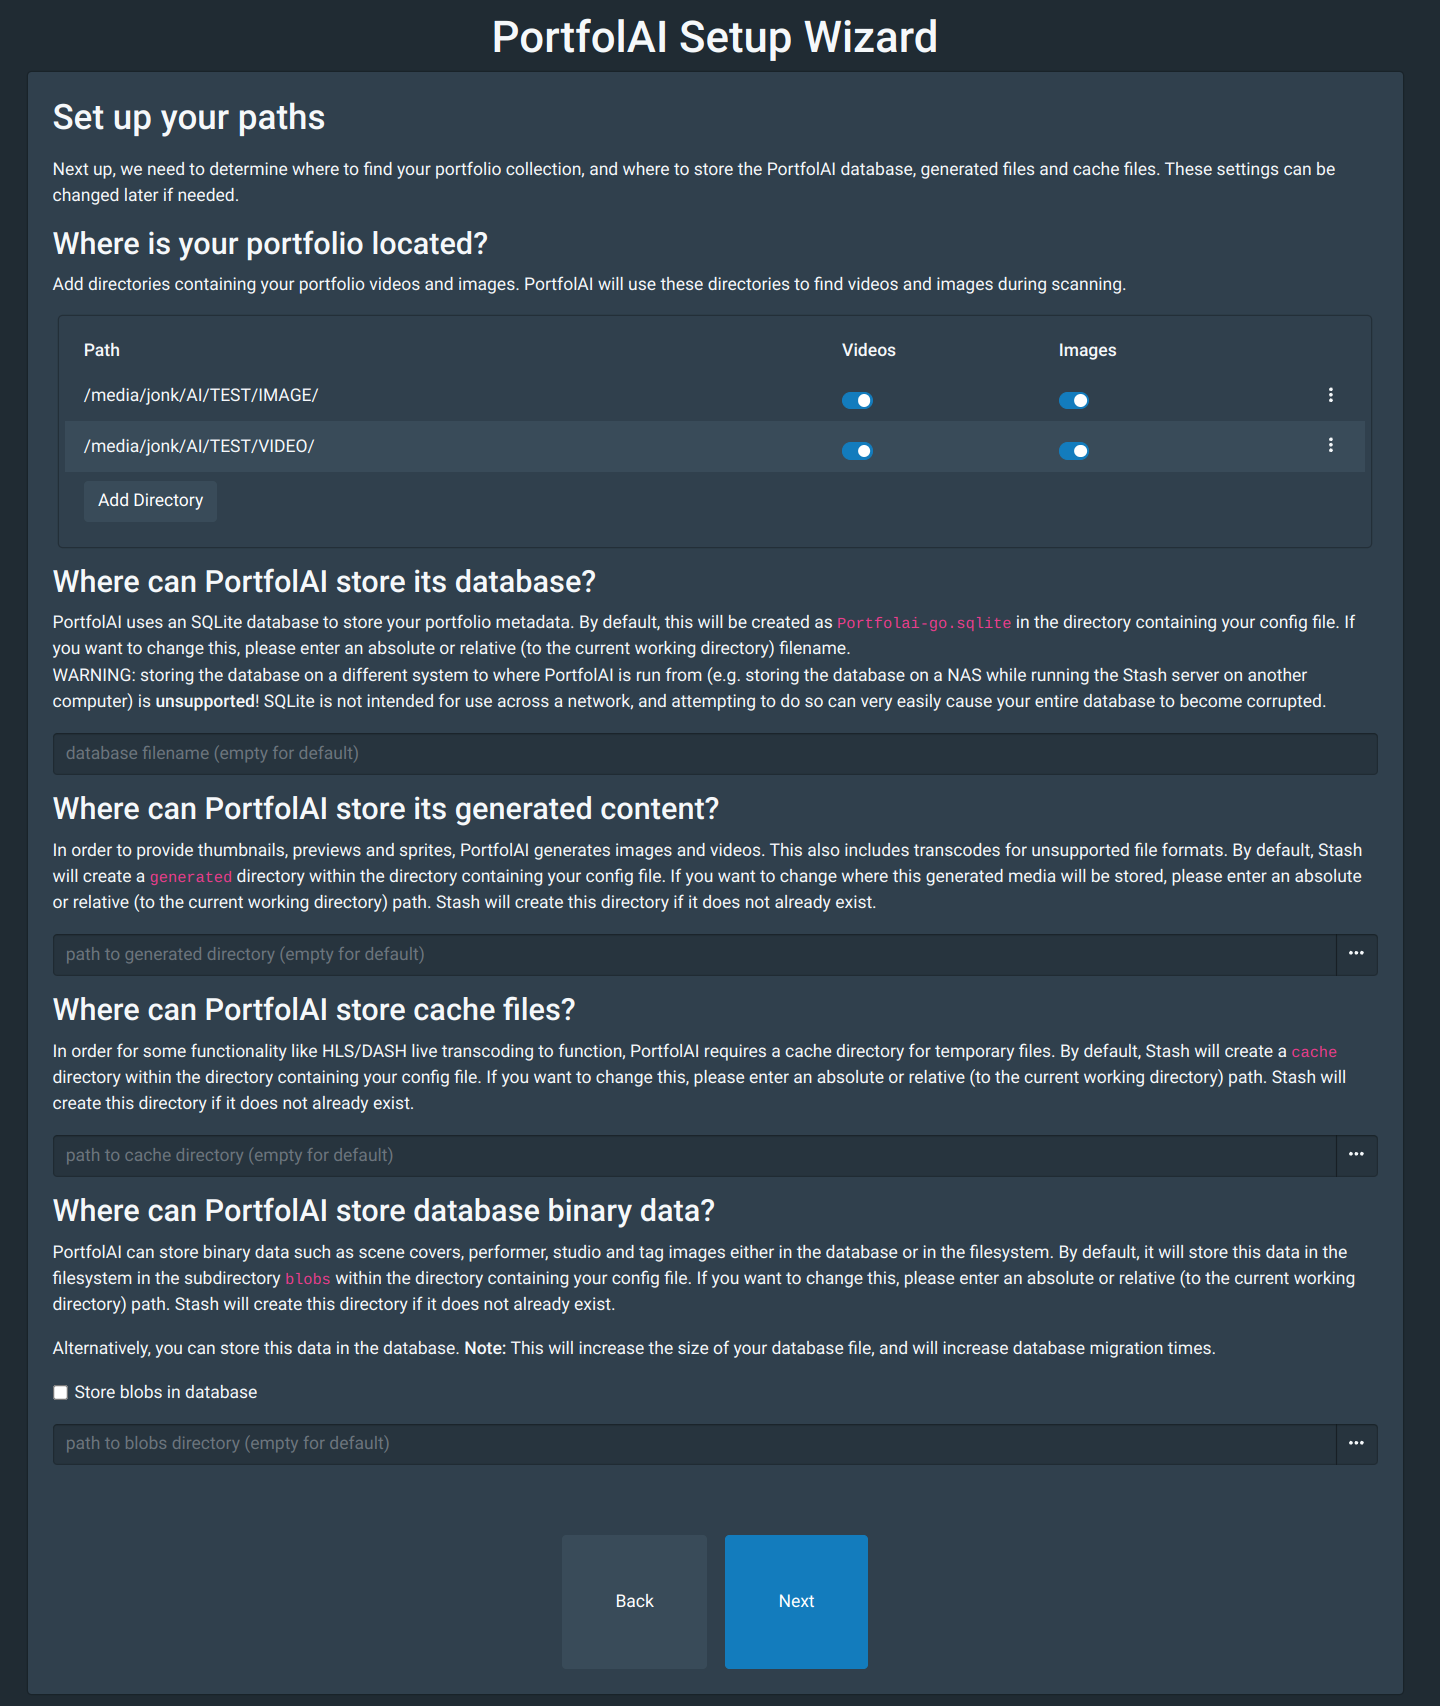 PortfolAI Setup Wizard
Set up your paths
Next up, we need to determine where to find your portfolio collection, and where to store the PortfolAI database, generated files and cache files. These settings can be
changed later if needed.
Where is your portfolio located?
Add directories containing your portfolio videos and images. PortfolAI will use these directories to find videos and images during scanning.
Path Videos Images
/media/jonk/AI/TEST/IMAGE/
/media/jonk/AI/TEST/VIDEO/
Add Directory
Where can PortfolAI store its database?
PortfolAI uses an SQLite database to store your portfolio metadata. By default, this will be created as Portfolai-go.sqlite in the directory containing your config file. If
you want to change this, please enter an absolute or relative (to the current working directory) filename.
WARNING: storing the database on a different system to where PortfolAI is run from (e.g. storing the database on a NAS while running the Stash server on another
computer) is unsupported! SQLite is not intended for use across a network, and attempting to do so can very easily cause your entire database to become corrupted.
database filename (empty for default)
Where can PortfolAI store its generated content?
In order to provide thumbnails, previews and sprites, PortfolAI generates images and videos. This also includes transcodes for unsupported file formats. By default, Stash
will create a generated directory within the directory containing your config file. If you want to change where this generated media will be stored, please enter an absolute
or relative (to the current working directory) path. Stash will create this directory if it does not already exist.
path to generated directory (empty for default)
Where can PortfolAI store cache files?
In order for some functionality like HLS/DASH live transcoding to function, PortfolAI requires a cache directory for temporary files. By default, Stash will create a cache
directory within the directory containing your config file. If you want to change this, please enter an absolute or relative (to the current working directory) path. Stash will
create this directory if it does not already exist.
path to cache directory (empty for default)
Where can PortfolAI store database binary data?
PortfolAI can store binary data such as scene covers, performer, studio and tag images either in the database or in the filesystem. By default, it will store this data in the
filesystem in the subdirectory blobs within the directory containing your config file. If you want to change this, please enter an absolute or relative (to the current working
directory) path. Stash will create this directory if it does not already exist.
Alternatively, you can store this data in the database. Note: This will increase the size of your database file, and will increase database migration times.
Store blobs in database
path to blobs directory (empty for default)
Back
Next